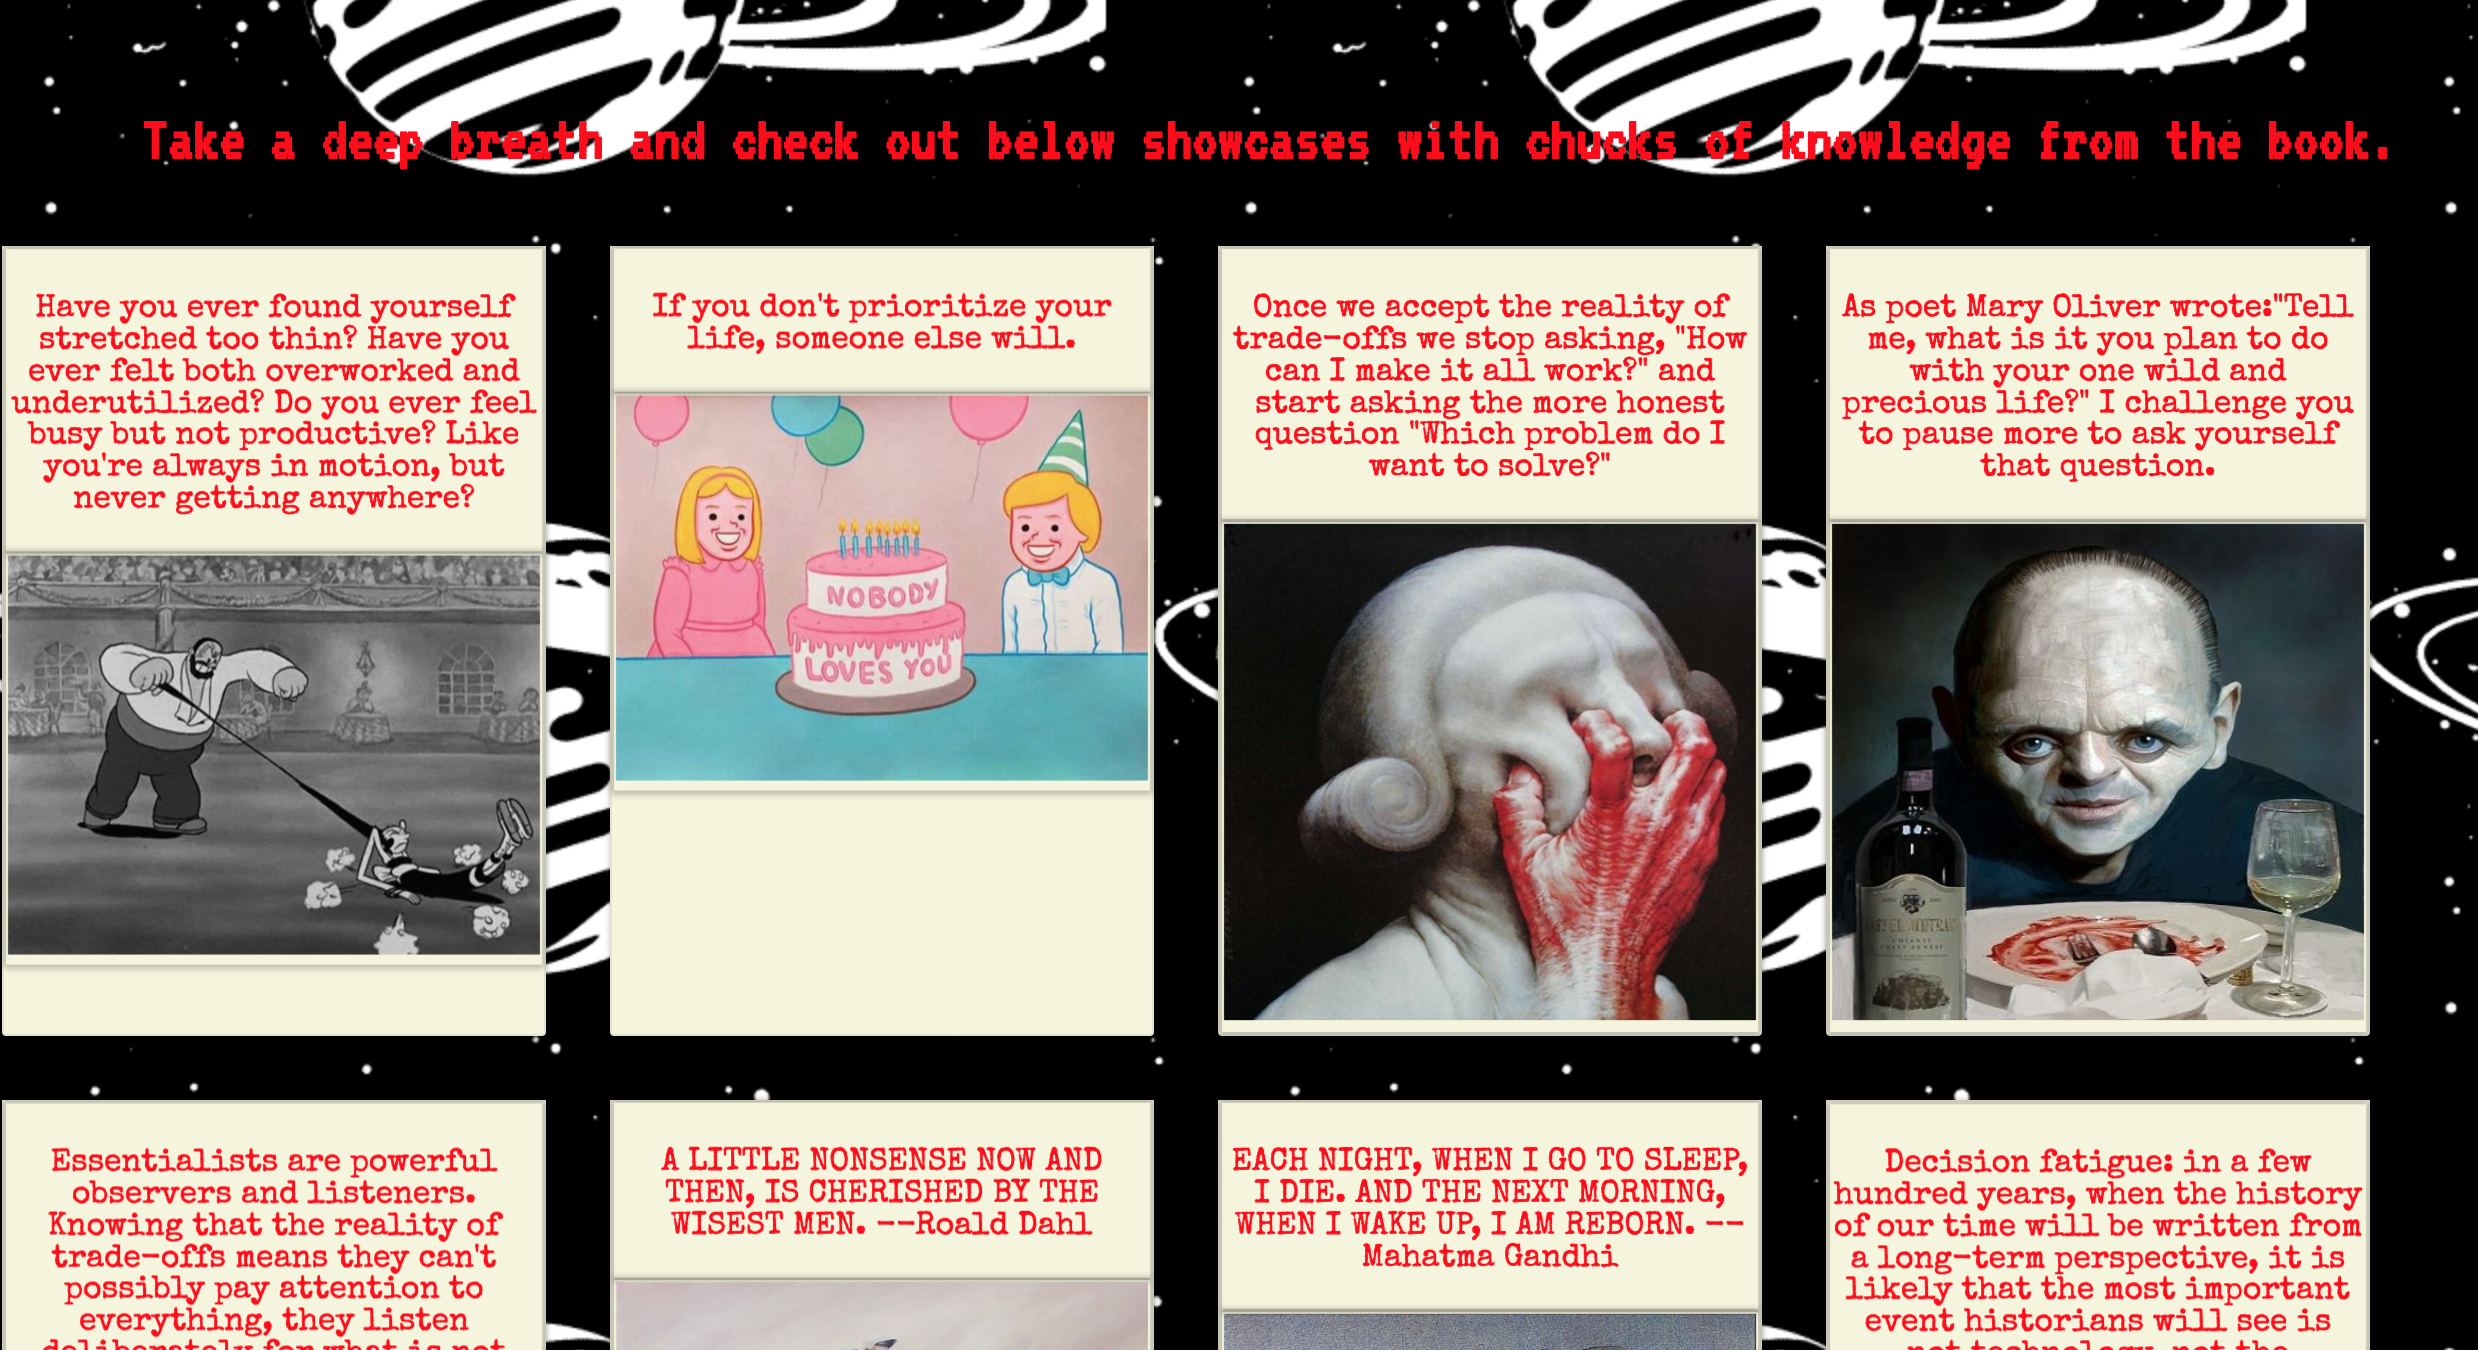 Take a deep breath and check out below showcases with chucks of knowledge from the book.
Have you ever found yourself
stretched too thin? Have you
ever felt both overworked and
underutilized? Do you ever feel
busy but not productive? Like
you're always in motion, but
never getting anywhere?
If you don't prioritize your
life, someone else will.
NOBODY
LOVES YOU
Once we accept the reality of
trade-offs we stop asking, "How
can I make it all work?" and
start asking the more honest
question "Which problem do I
want to solve?"
As poet Mary Oliver wrote:"Tell
me, what is it you plan to do
with your one wild and
precious life?" I challenge you
to pause more to ask yourself
that question.
CHIANTI
Essentialists are powerful
observers and listeners.
Knowing that the reality of
trade-offs means they can't
possibly pay attention to
everything, they listen
deliberately for what is not
A LITTLE NONSENSE NOW AND
THEN, IS CHERISHED BY THE
WISEST MEN. --Roald Dahl
EACH NIGHT, WHEN I GO TO SLEEP,
I DIE. AND THE NEXT MORNING,
WHEN I WAKE UP, I AM REBORN. --
Mahatma Gandhi
Decision fatigue: in a few
hundred years, when the history
of our time will be written from
a long-term perspective, it is
likely that the most important
event historians will see is
not technology, not the